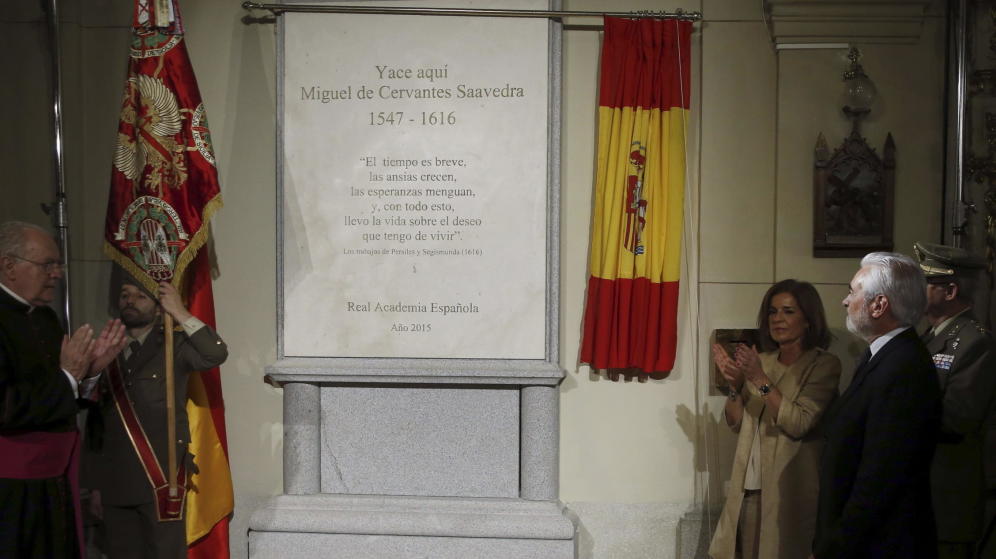 Yace aquí
Miguel de Cervantes Saavedra
1547 - 1616
“El tiempo es breve,
las ansias crecen,
las esperanzas menguan,
y, con todo esto,
llevo la vida sobre el deseo
que tengo de vivir”.
Los trabajos de Persiles y Segismunda (1616)
Real Academia Española
Año 2015